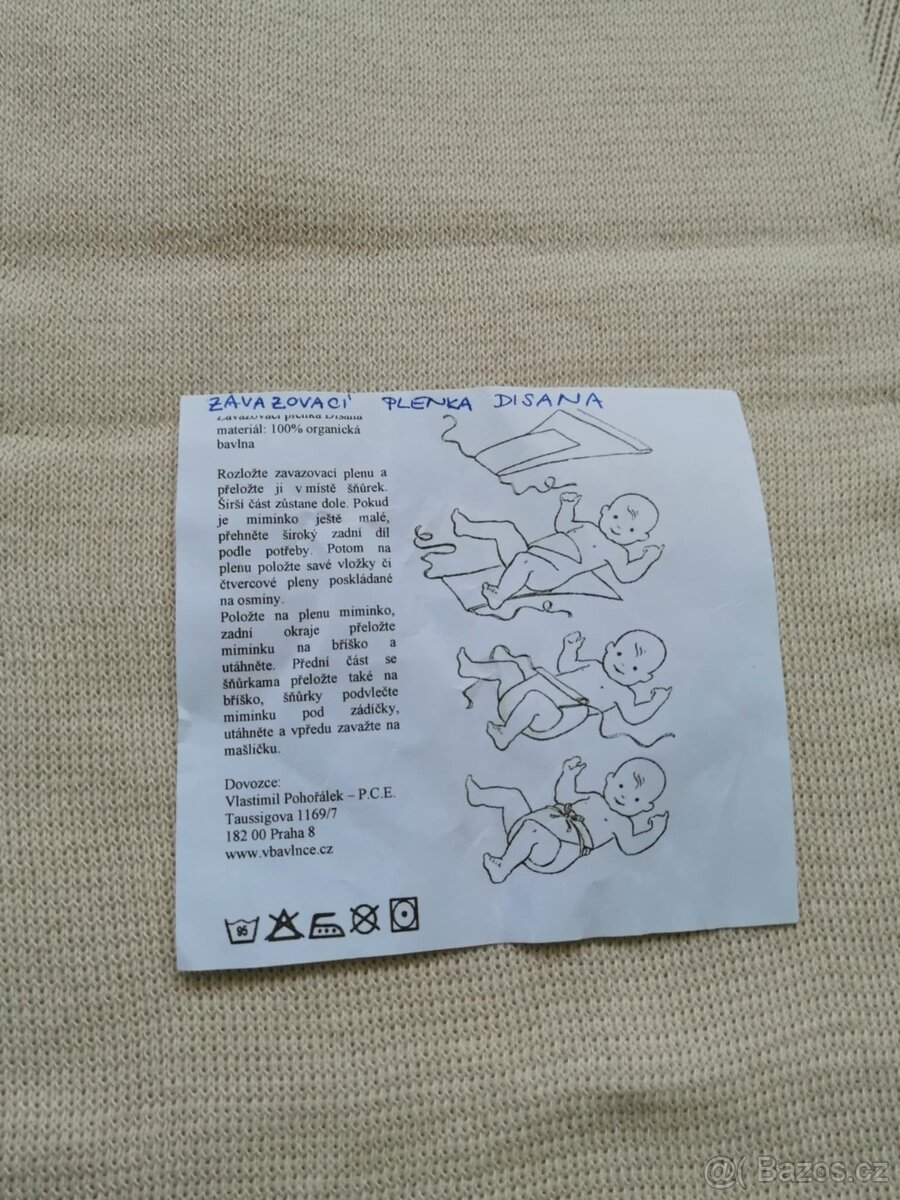 ZAVAZOVACÍ PLENKA DISANA
Zavazovací plenka Disana
materiál: 100% organická
bavlna
Rozložte zavazovací plenu a
přeložte ji v místě šňůrek.
Širší část zůstane dole. Pokud
je miminko ještě malé,
přehněte široký zadní díl
podle potřeby. Potom na
plenu položte savé vložky či
čtvercové pleny poskládané
na osminy.
Položte na plenu miminko,
zadní okraje přeložte
miminku na bříško a
utáhněte. Přední část se
šňůrkama přeložte také na
bříško, šňůrky podvlečte
miminku pod zádíčky,
utáhněte a vpředu zavažte na
mašličku.
Dovozce:
Vlastimil Pohořálek – P.C.E.
Taussigova 1169/7
182 00 Praha 8
www.vbavlnce.cz
95
@( Bazos.cz